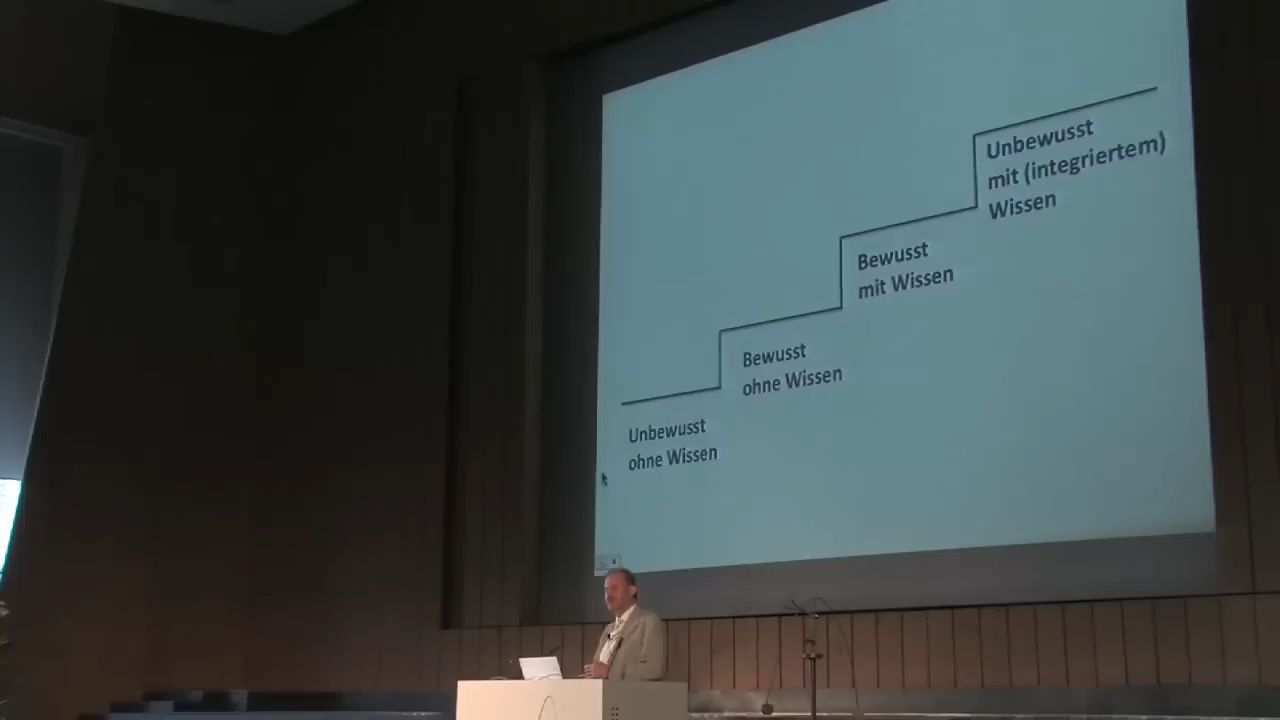 Unbewusst
mit (integriertem)
Wissen
Bewusst
mit Wissen
Bewusst
ohne Wissen
Unbewusst
ohne Wissen